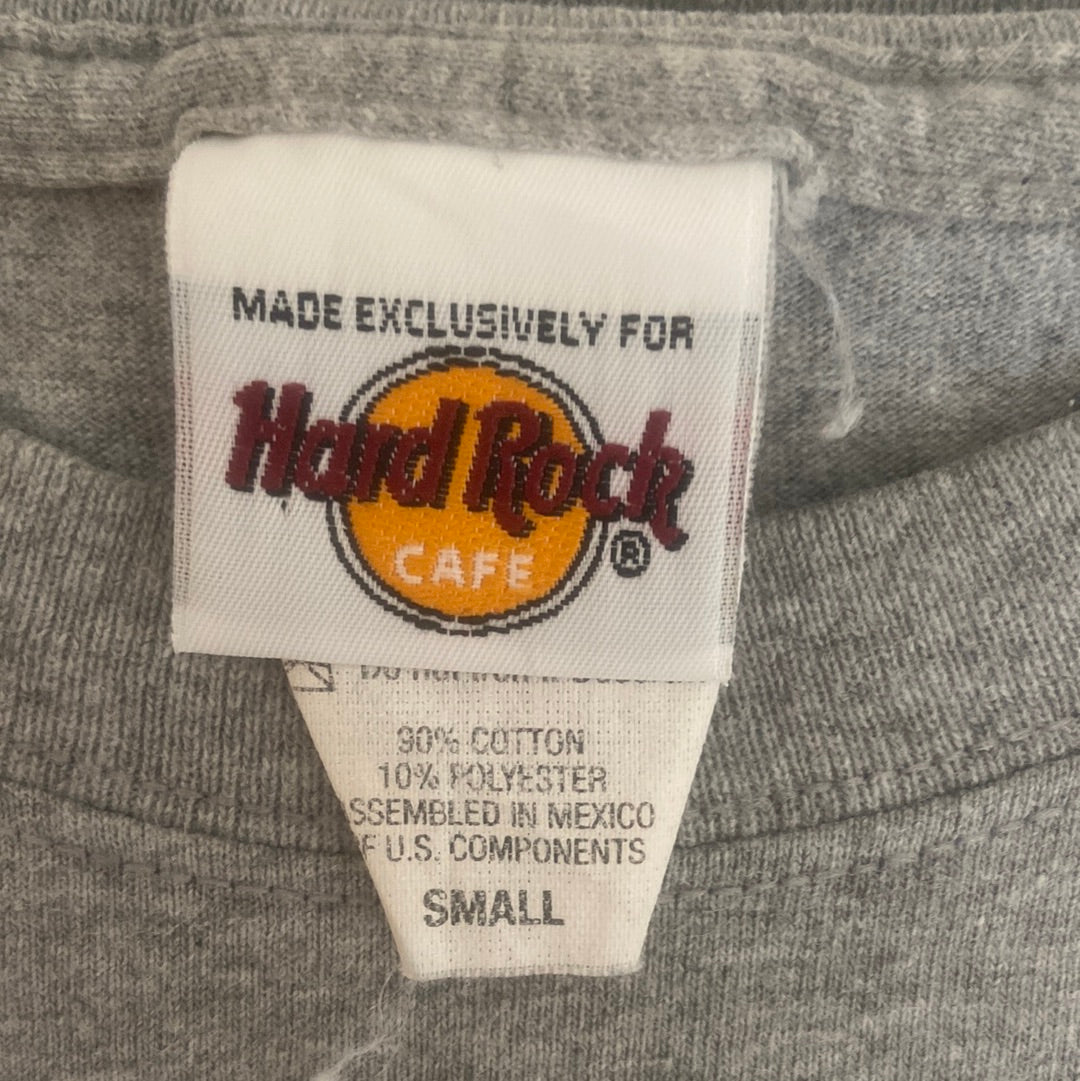 MADE EXCLUSIVELY FOR
Hard Rock
CAFE
®
90% COTTON
10% POLYESTER
SSEMBLED IN MEXICO
F U.S. COMPONENTS
SMALL